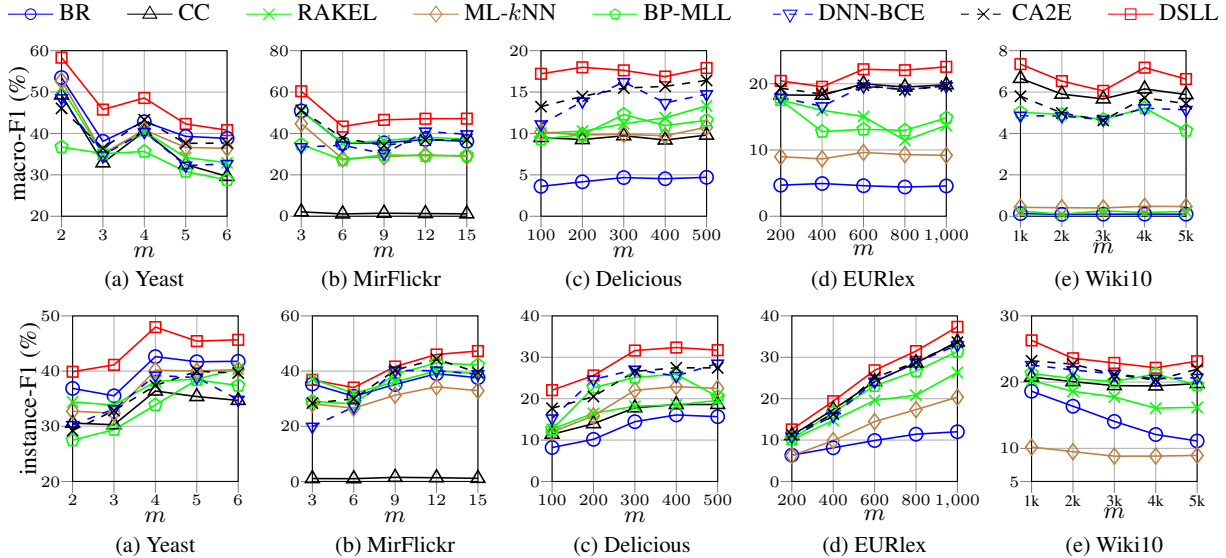 BR CC RAKEL ML-kNN BP-MLL DNN-BCE CA2E DSLL
macro-F1 (%)
60
50
40
30
20
2 3 4 5 6
m
(a) Yeast
80
60
40
20
0
3 6 9 12 15
m
(b) MirFlickr
20
15
10
5
0
100 200 300 400 500
m
(c) Delicious
20
10
0
200 400 600 800 1,000
m
(d) EURlex
8
6
4
2
0
1k 2k 3k 4k 5k
m
(e) Wiki10
instance-F1 (%)
50
40
30
20
2 3 4 5 6
m
(a) Yeast
60
40
20
0
3 6 9 12 15
m
(b) MirFlickr
40
30
20
10
0
100 200 300 400 500
m
(c) Delicious
40
30
20
10
0
200 400 600 800 1,000
m
(d) EURlex
30
20
10
5
1k 2k 3k 4k 5k
m
(e) Wiki10